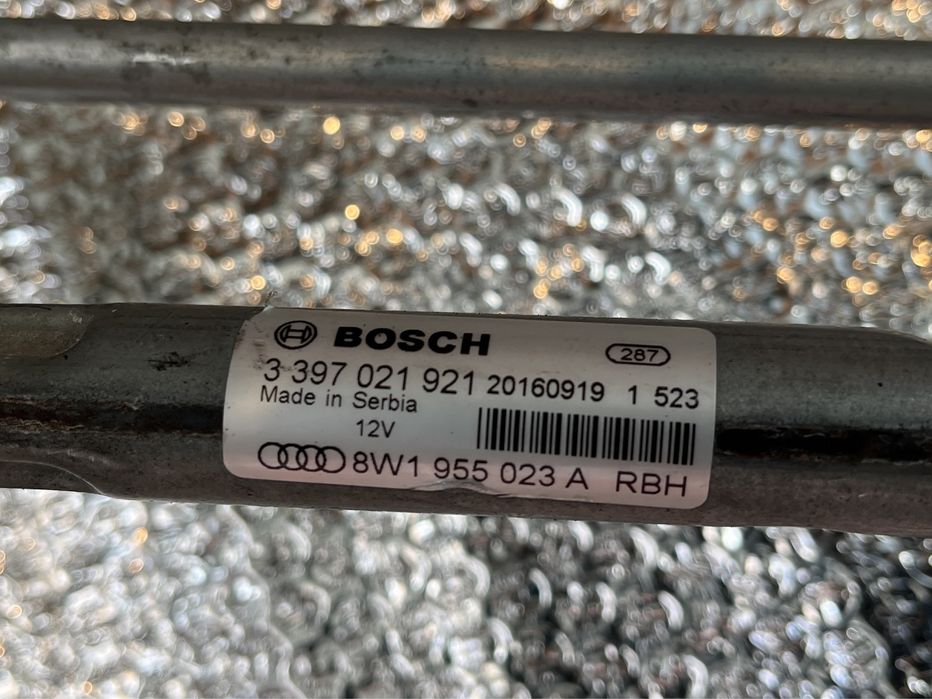 BOSCH
287
3 397 021 921 20160919 1 523
Made in Serbia
12V
8W1 955 023 A RBH